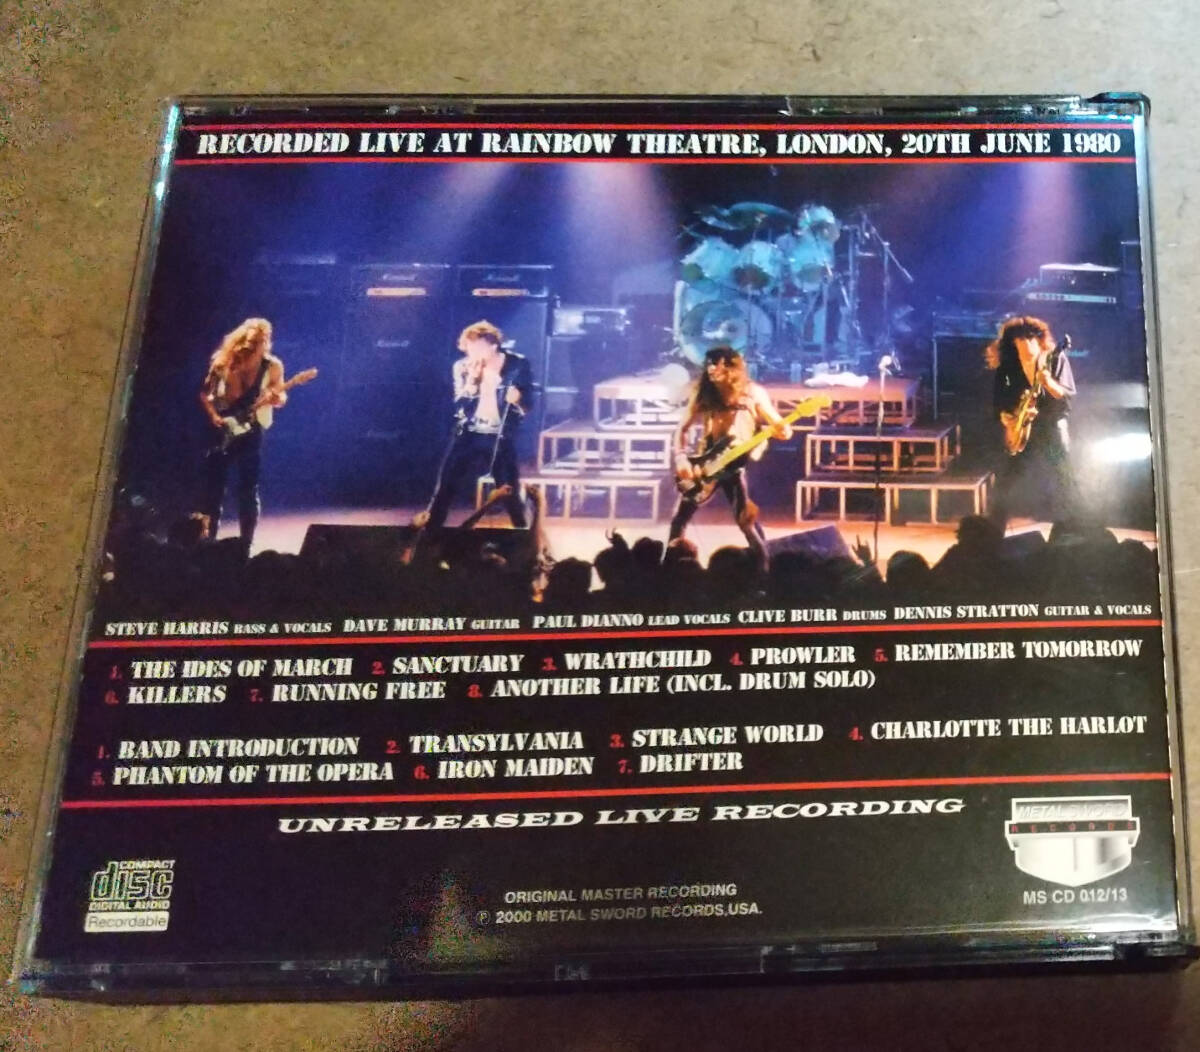 RECORDED LIVE AT RAINBOW THEATRE, LONDON, 20TH JUNE 1980
Marshall Marshall
Marshall
STEVE HARRIS BASS & VOCALS DAVE MURRAY GUITAR PAUL DIANNO LEAD VOCALS CLIVE BURR DRUMS DENNIS STRATTON GUITAR & VOCALS
1. THE IDES OF MARCH 2. SANCTUARY 3. WRATHCHILD 4. PROWLER 5. REMEMBER TOMORROW
6. KILLERS 7. RUNNING FREE 8. ANOTHER LIFE (INCL. DRUM SOLO)
1. BAND INTRODUCTION 2. TRANSYLVANIA 3. STRANGE WORLD 4. CHARLOTTE THE HARLOT
5. PHANTOM OF THE OPERA 6. IRON MAIDEN 7. DRIFTER
UNRELEASED LIVE RECORDING
METAL SWORD
RECORDS
MS CD 012/13
COMPACT
disc
DIGITAL AUDIO
Recordable
ORIGINAL MASTER RECORDING
℗ 2000 METAL SWORD RECORDS,USA.